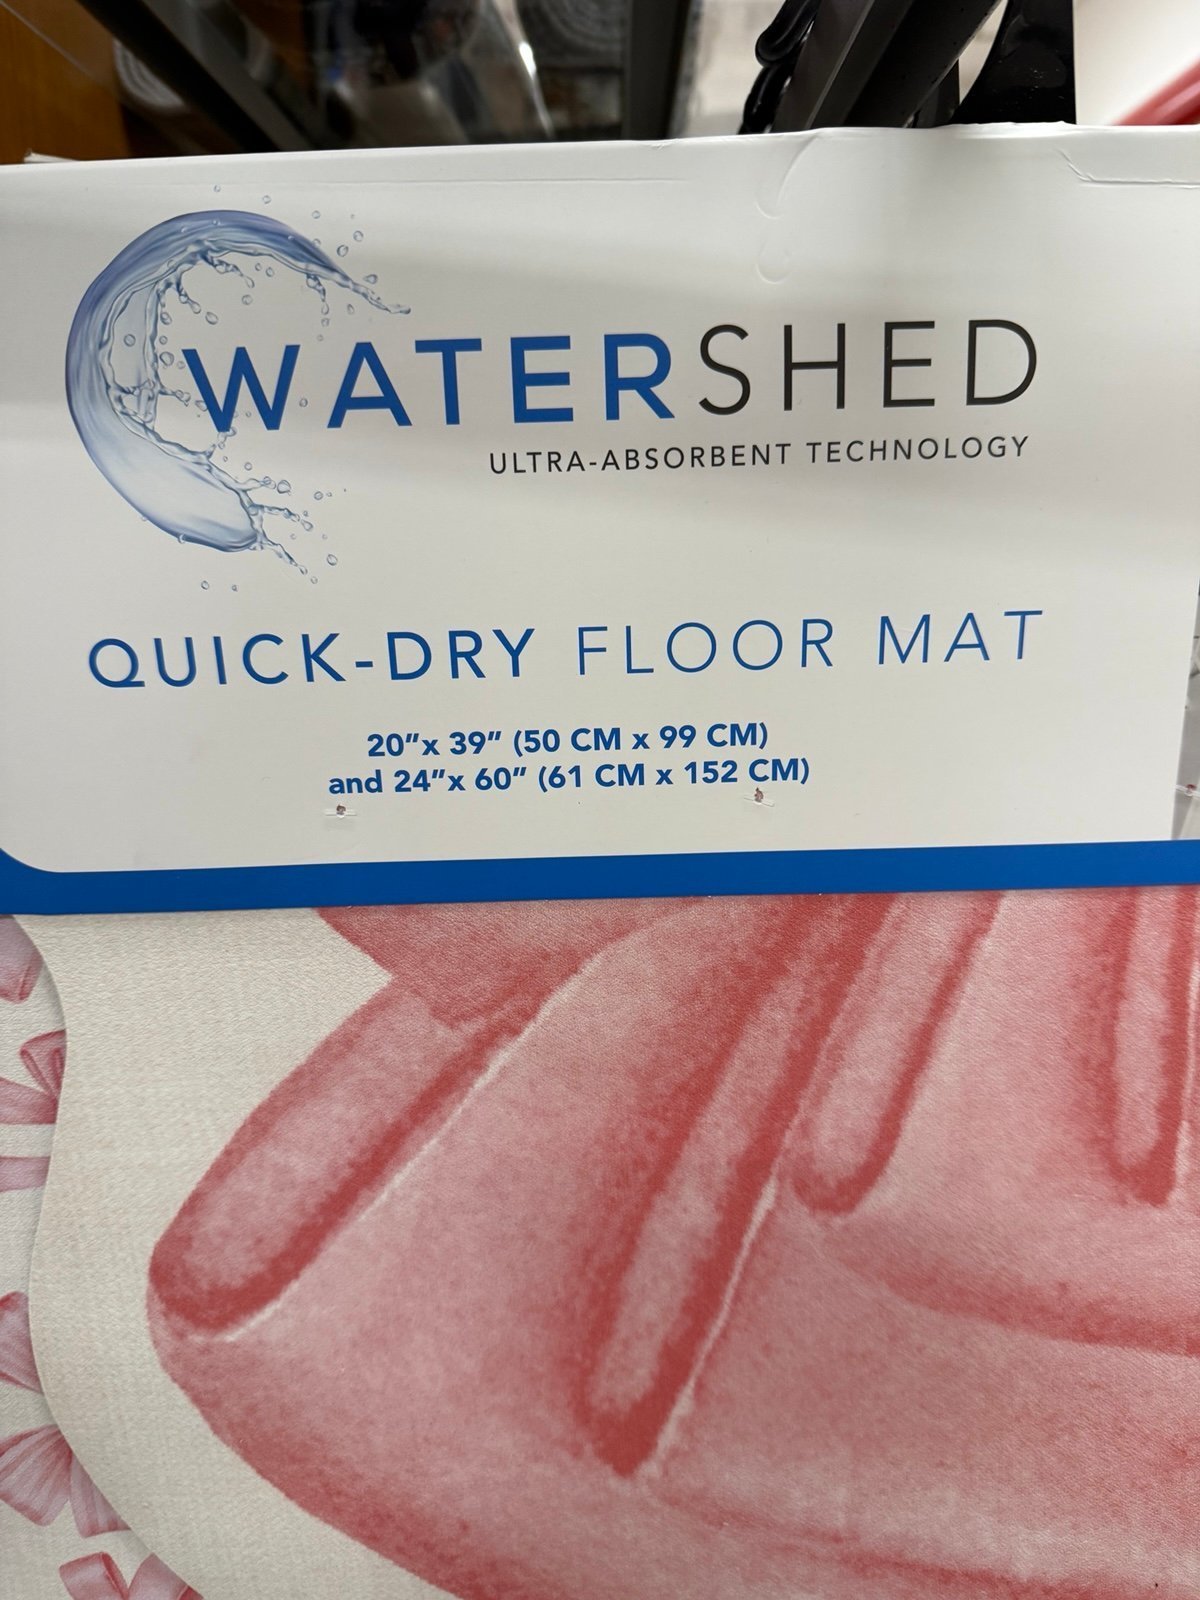 WATERSHED
ULTRA-ABSORBENT TECHNOLOGY
QUICK-DRY FLOOR MAT
20"x 39" (50 CM x 99 CM)
and 24"x 60" (61 CM x 152 CM)